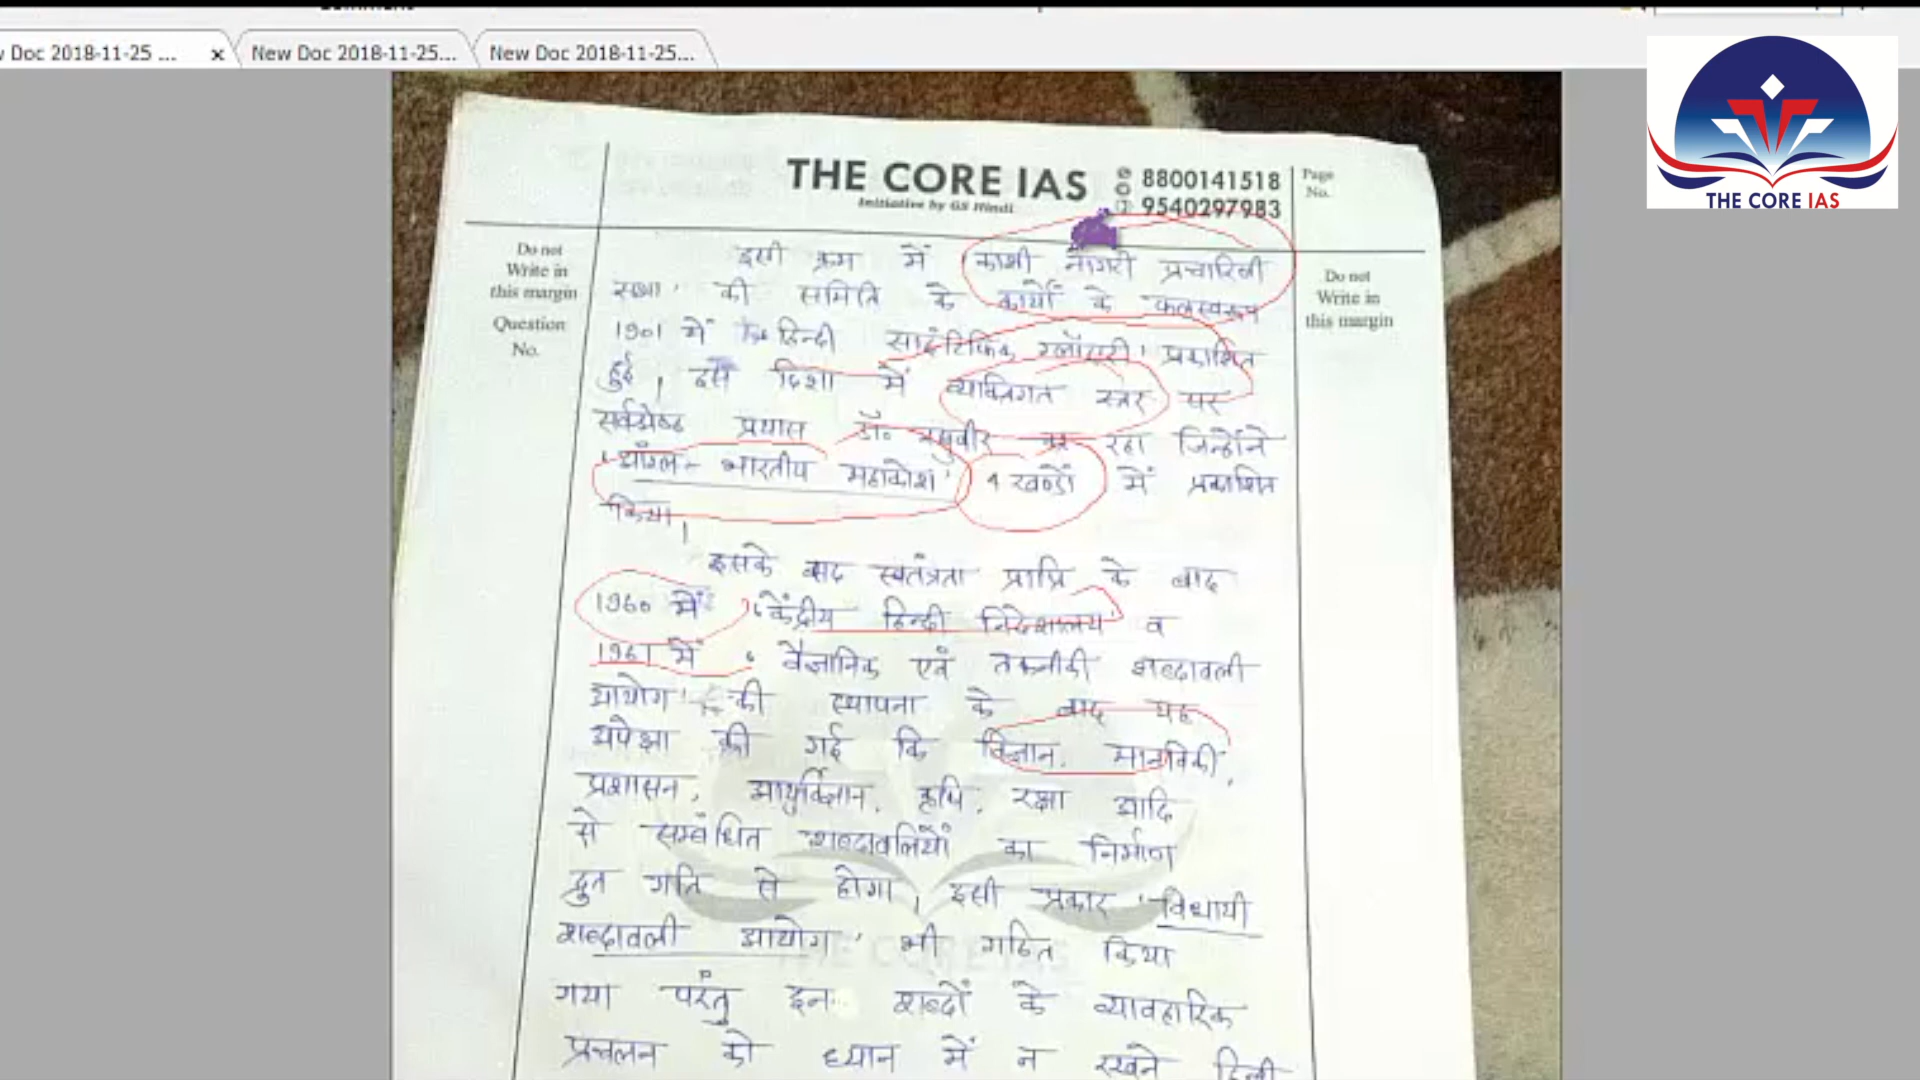 Doc 2018-11-25 ... x New Doc 2018-11-25... New Doc 2018-11-25...
THE CORE IAS
THE CORE IAS
Initiative by GS Hindi
8800141518
9540297983
Page No.
Do not
Write in
this margin
Question
No.
Do not
Write in
this margin
इसी क्रम में 'काशी नागरी प्रचारिणी
सभा' की समिति के कार्यों के फलस्वरूप
1901 में 'हिन्दी साइंटिफिक ग्लॉसरी' प्रकाशित
हुई। इस दिशा में व्यक्तिगत स्तर पर
सर्वश्रेष्ठ प्रयास डॉ॰ रघुवीर का रहा जिन्होंने
'आंग्ल - भारतीय महाकोश' 4 खण्डों में प्रकाशित
किया।
इसके बाद स्वतंत्रता प्राप्ति के बाद
1960 में 'केंद्रीय हिन्दी निदेशालय' व
1961 में 'वैज्ञानिक एवं तकनीकी शब्दावली
आयोग' की स्थापना के बाद यह
अपेक्षा की गई कि विज्ञान, मानविकी,
प्रशासन, आयुर्विज्ञान, कृषि, रक्षा आदि
से सम्बंधित शब्दावलियों का निर्माण
द्रुत गति से होगा। इसी प्रकार 'विधायी
शब्दावली आयोग' भी गठित किया
गया परंतु इन शब्दों के व्यावहारिक
प्रचलन को ध्यान में न रखने